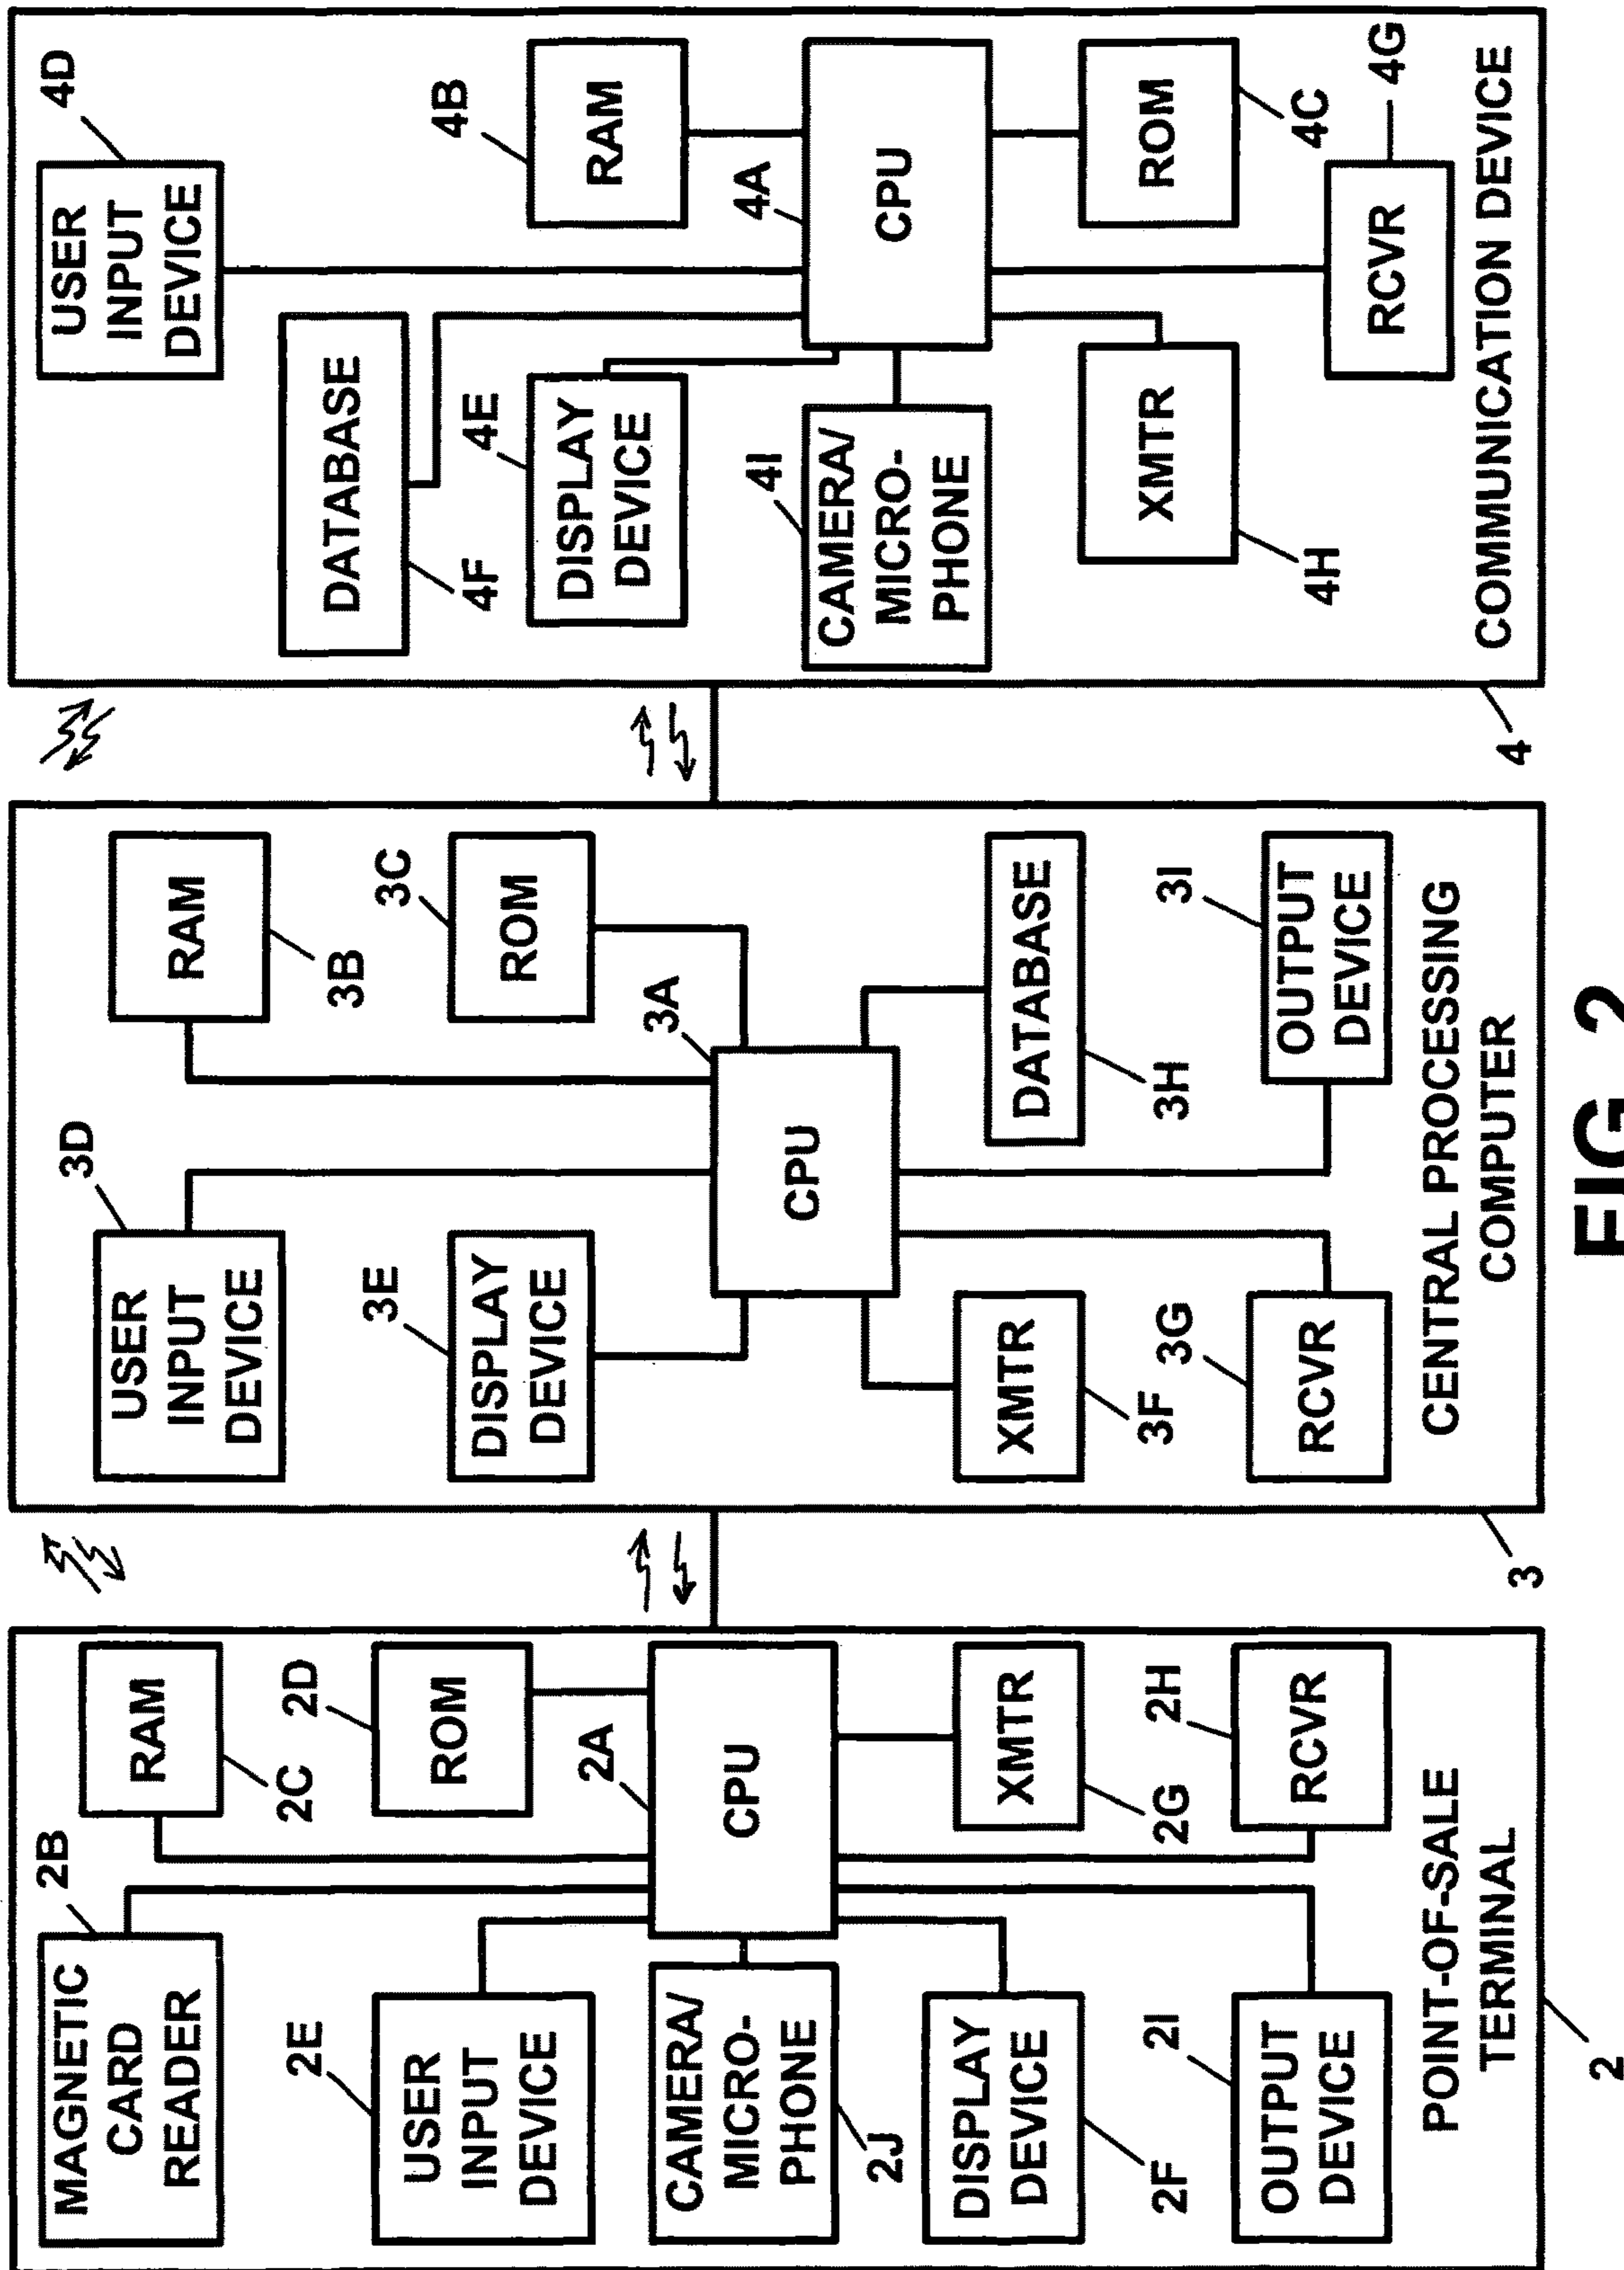 MAGNETIC
CARD
READER
2B
RAM
2C
2E
USER
INPUT
DEVICE
2D
ROM
2A
CPU
CAMERA/
MICRO-
PHONE
2J
DISPLAY
DEVICE
2F
XMTR
2G
2H
RCVR
2I
OUTPUT
DEVICE
POINT-OF-SALE
TERMINAL
2
3D
USER
INPUT
DEVICE
RAM
3B
3E
DISPLAY
DEVICE
3C
ROM
3A
CPU
XMTR
3F
DATABASE
3H
3G
RCVR
3I
OUTPUT
DEVICE
CENTRAL PROCESSING
COMPUTER
3
4D
USER
INPUT
DEVICE
DATABASE
4F
4B
RAM
4E
DISPLAY
DEVICE
4A
CPU
4I
CAMERA/
MICRO-
PHONE
XMTR
4H
ROM
4C
4G
RCVR
COMMUNICATION DEVICE
4
FIG 2